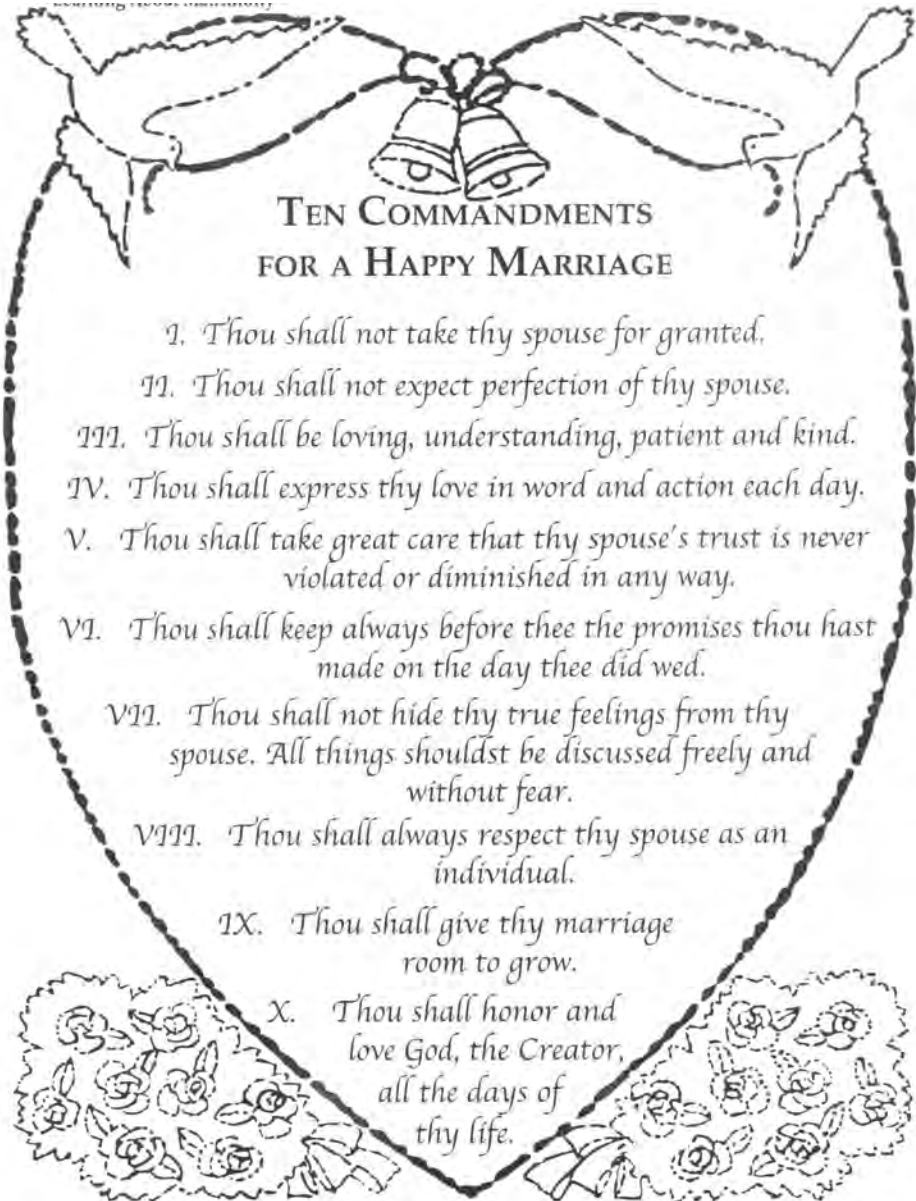 Learning About Matrimony
TEN COMMANDMENTS
FOR A HAPPY MARRIAGE
I. Thou shall not take thy spouse for granted.
II. Thou shall not expect perfection of thy spouse.
III. Thou shall be loving, understanding, patient and kind.
IV. Thou shall express thy love in word and action each day.
V. Thou shall take great care that thy spouse's trust is never
violated or diminished in any way.
VI. Thou shall keep always before thee the promises thou hast
made on the day thee did wed.
VII. Thou shall not hide thy true feelings from thy
spouse. All things shouldst be discussed freely and
without fear.
VIII. Thou shall always respect thy spouse as an
individual.
IX. Thou shall give thy marriage
room to grow.
X. Thou shall honor and
love God, the Creator,
all the days of
thy life.